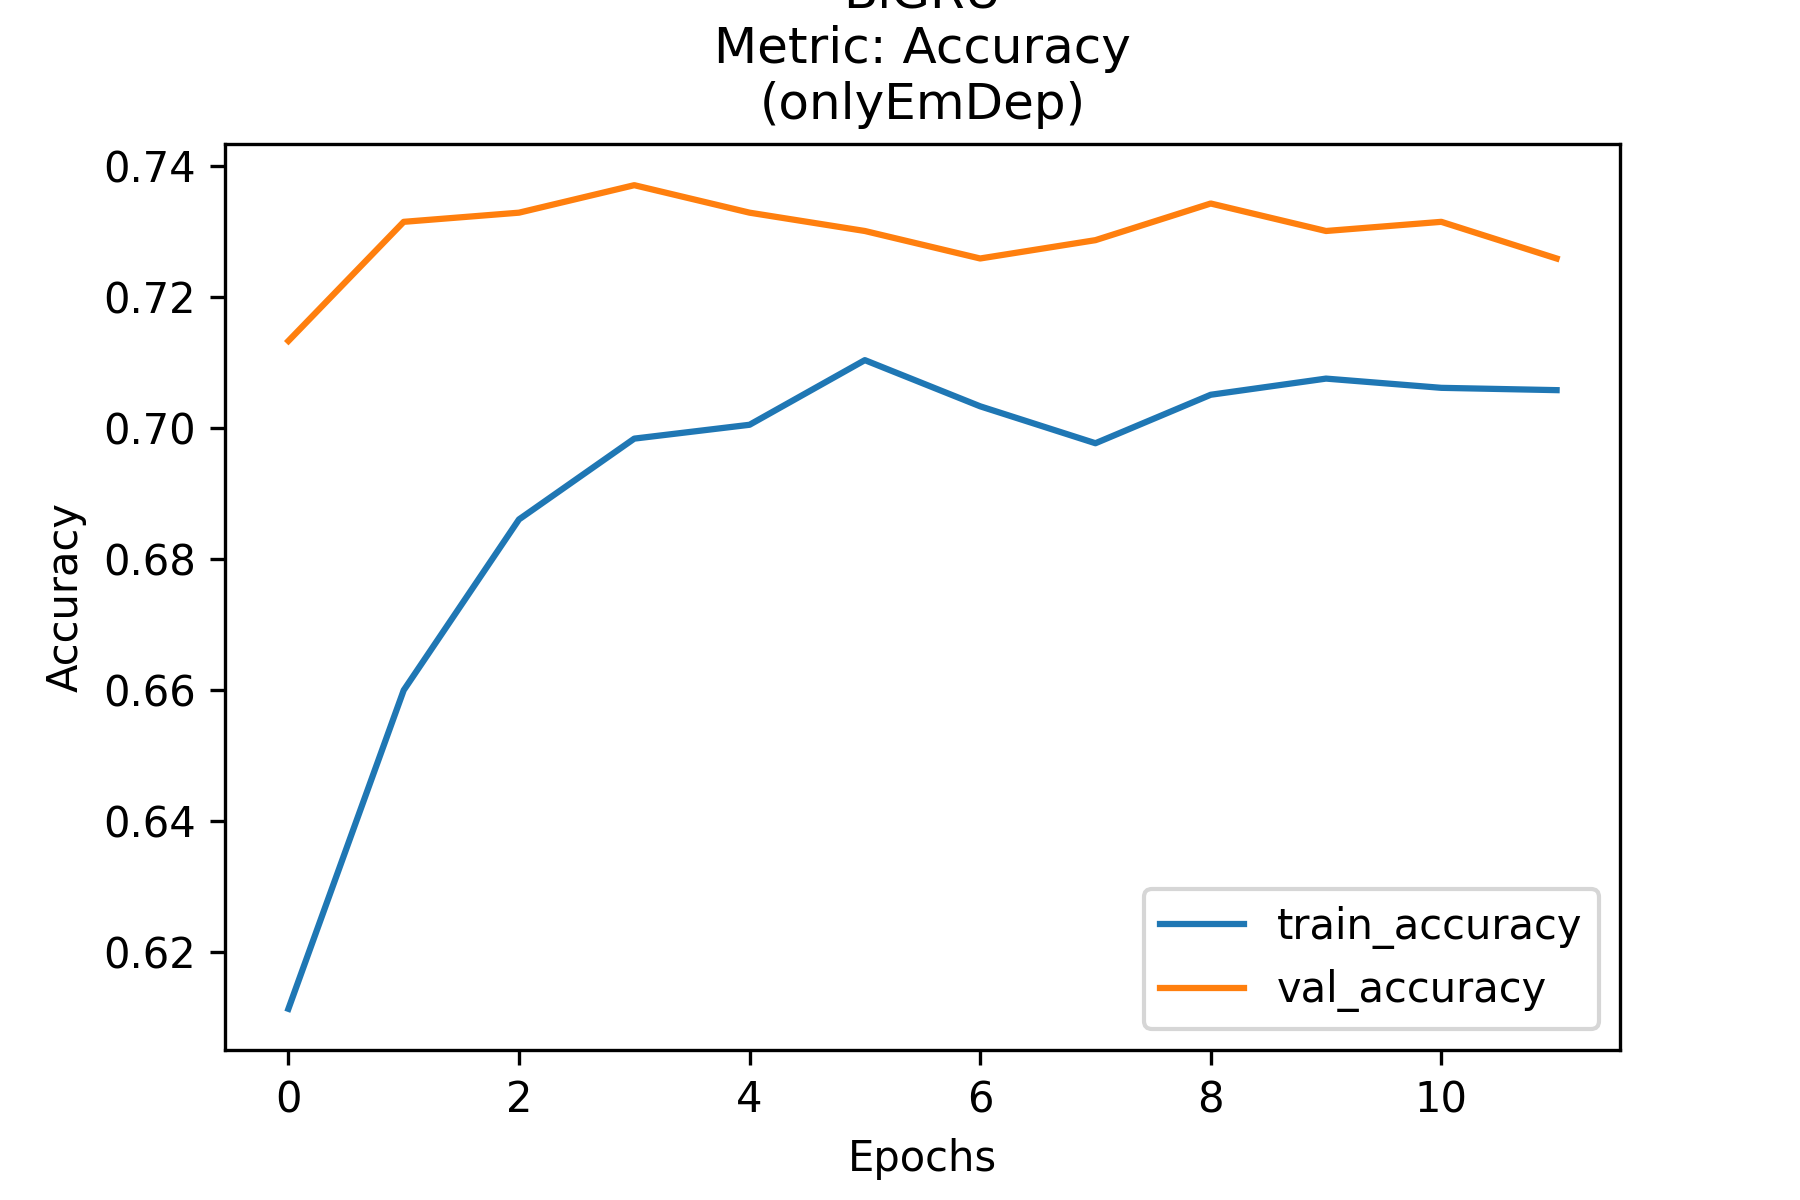 BiGRU
Metric: Accuracy
(onlyEmDep)
0.74
0.72
0.70
0.68
0.66
0.64
0.62
Accuracy
train_accuracy
val_accuracy
0 2 4 6 8 10
Epochs